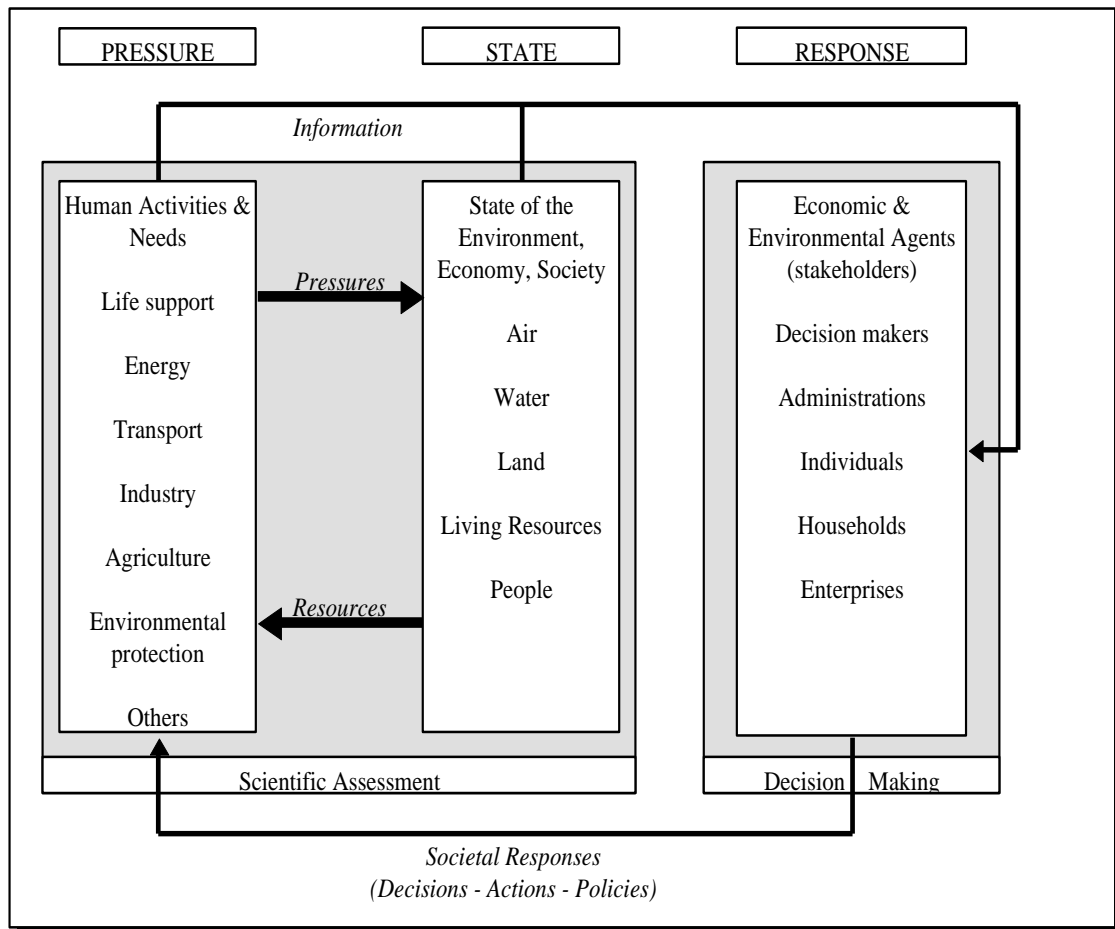 PRESSURE
STATE
RESPONSE
Information
Human Activities &
Needs
Life support
Energy
Transport
Industry
Agriculture
Environmental
protection
Others
Pressures
Resources
State of the
Environment,
Economy, Society
Air
Water
Land
Living Resources
People
Economic &
Environmental Agents
(stakeholders)
Decision makers
Administrations
Individuals
Households
Enterprises
Scientific Assessment
Decision Making
Societal Responses
(Decisions - Actions - Policies)